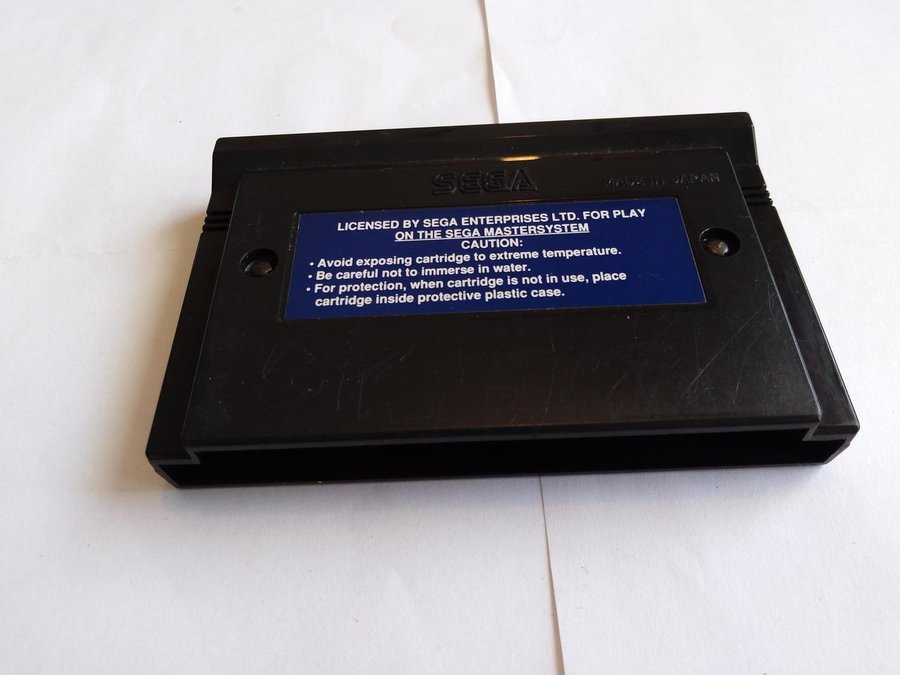 SEGA
MADE IN JAPAN
LICENSED BY SEGA ENTERPRISES LTD. FOR PLAY
ON THE SEGA MASTERSYSTEM
CAUTION:
• Avoid exposing cartridge to extreme temperature.
• Be careful not to immerse in water.
• For protection, when cartridge is not in use, place
cartridge inside protective plastic case.